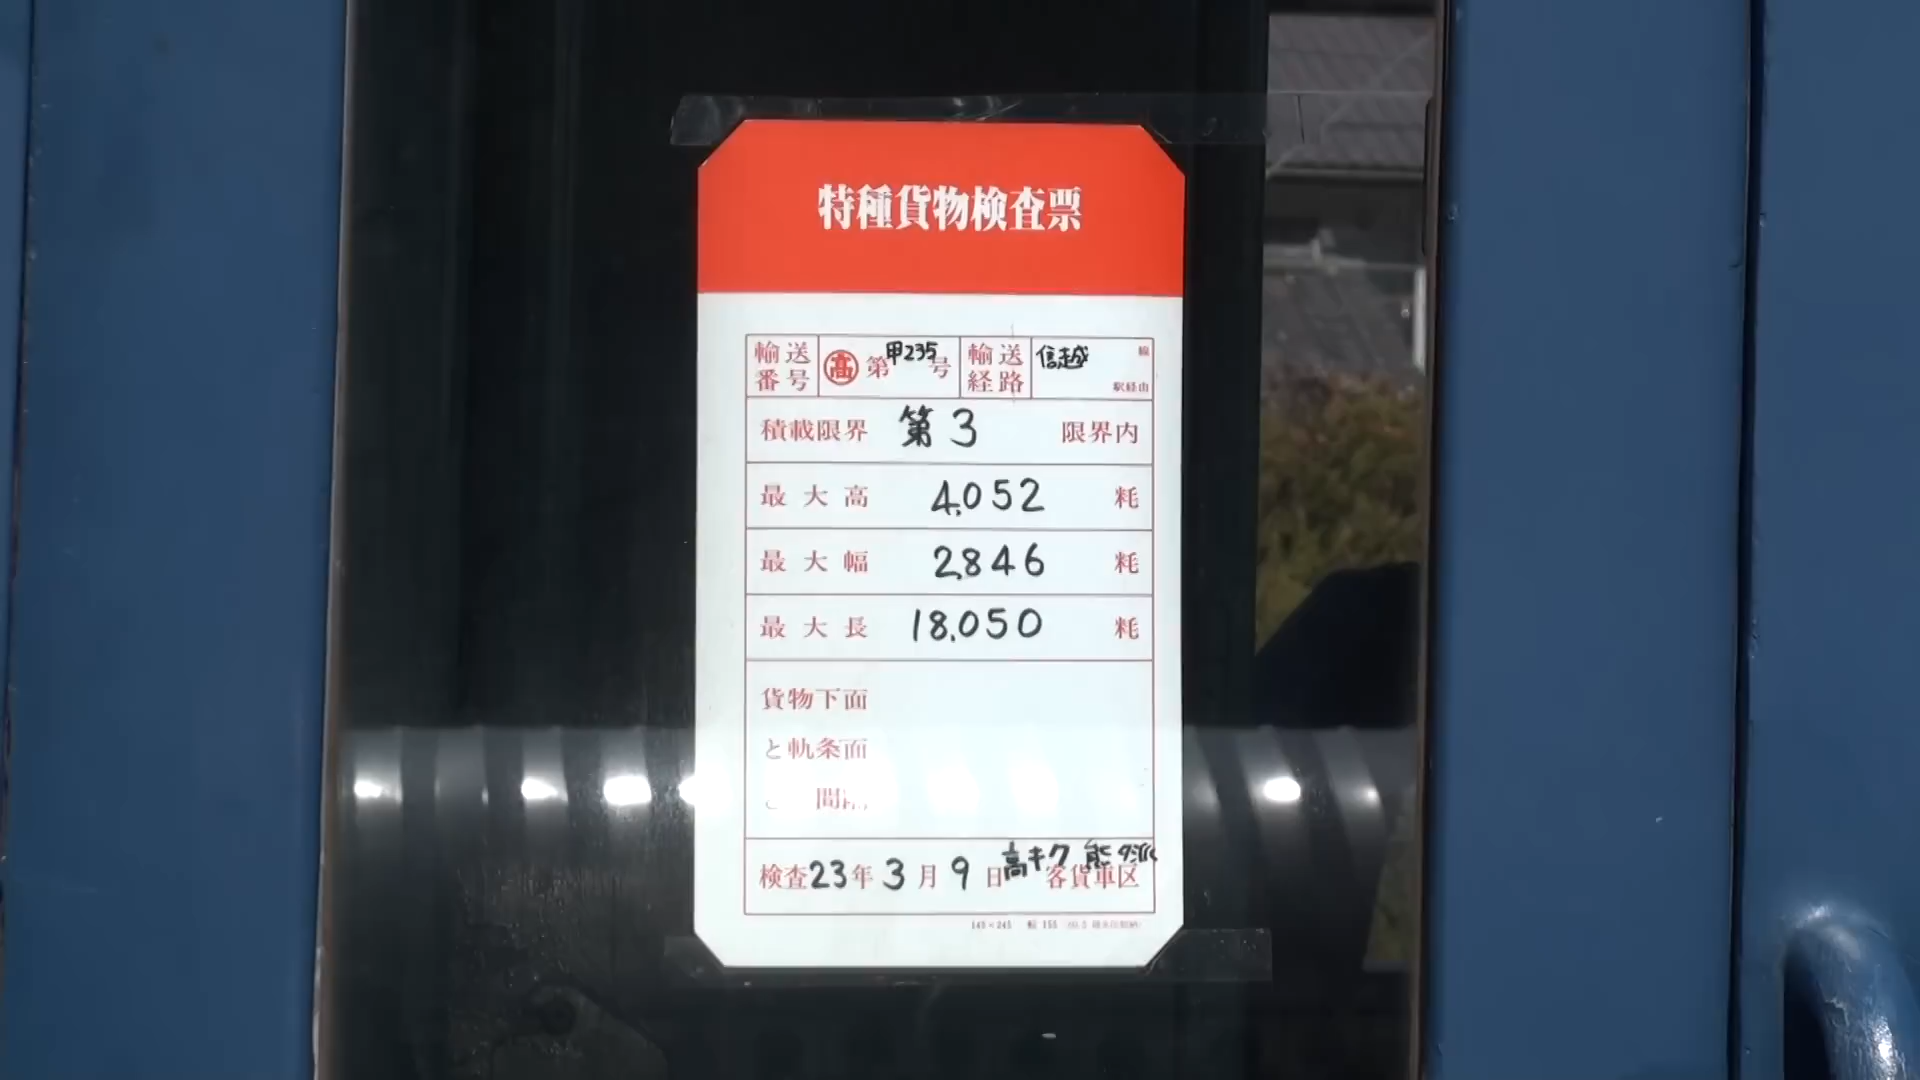 特種貨物検査票
輸送番号 高 第甲235号 輸送経路 信越 線 駅経由
積載限界 第3 限界内
最大高 4,052 粍
最大幅 2,846 粍
最大長 18,050 粍
貨物下面
と軌条面
間
検査23年3月9日 高キク 熊 客貨車区
145×245